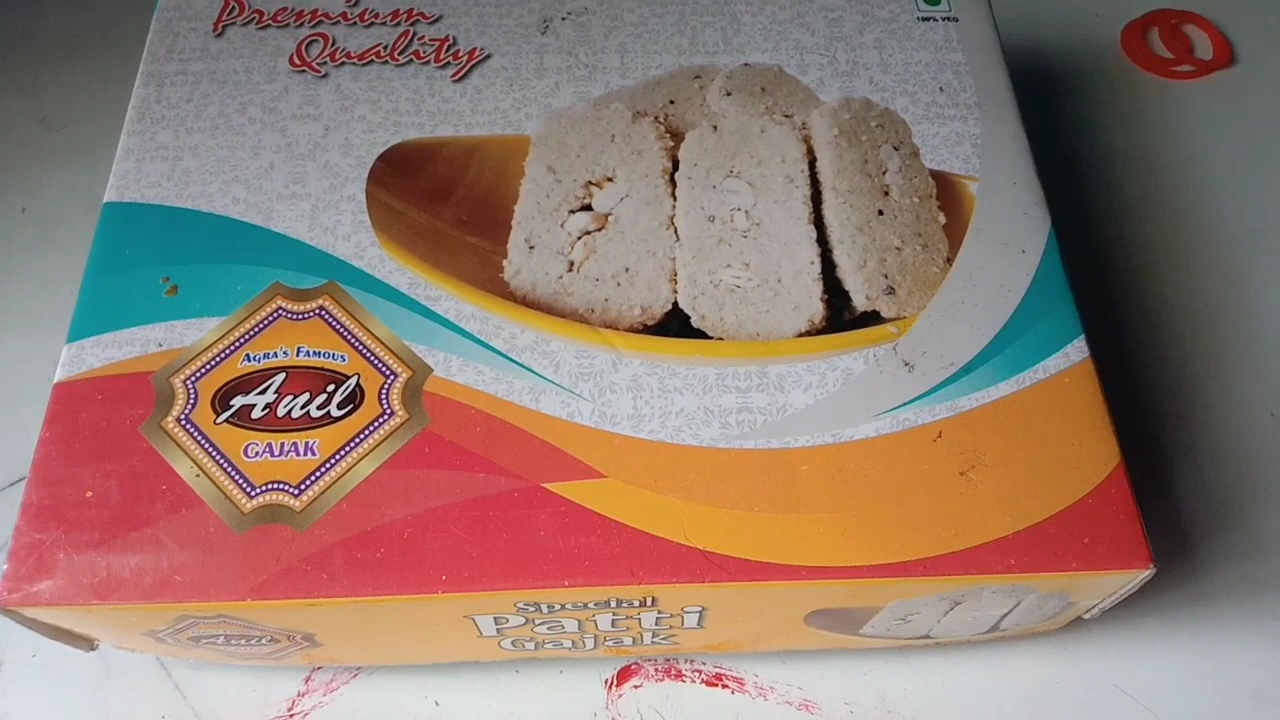 Premium
Quality
100% VEG
AGRA'S FAMOUS
Anil
GAJAK
Special
Patti
Gajak
Anil